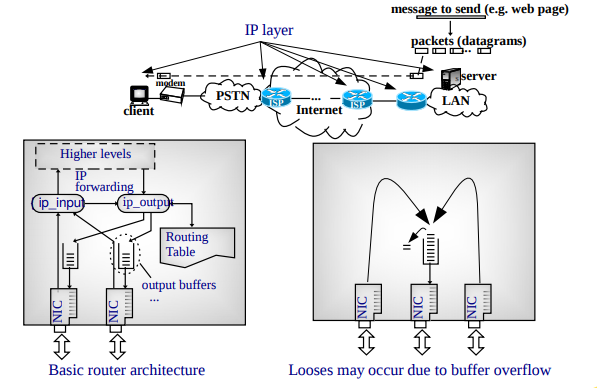 message to send (e.g. web page)
IP layer
packets (datagrams)
...
modem
server
PSTN
ISP
...
ISP
LAN
client
Internet
Higher levels
IP
forwarding
ip_input
ip_output
Routing
Table
output buffers
...
NIC
NIC
NIC
NIC
NIC
Basic router architecture
Looses may occur due to buffer overflow